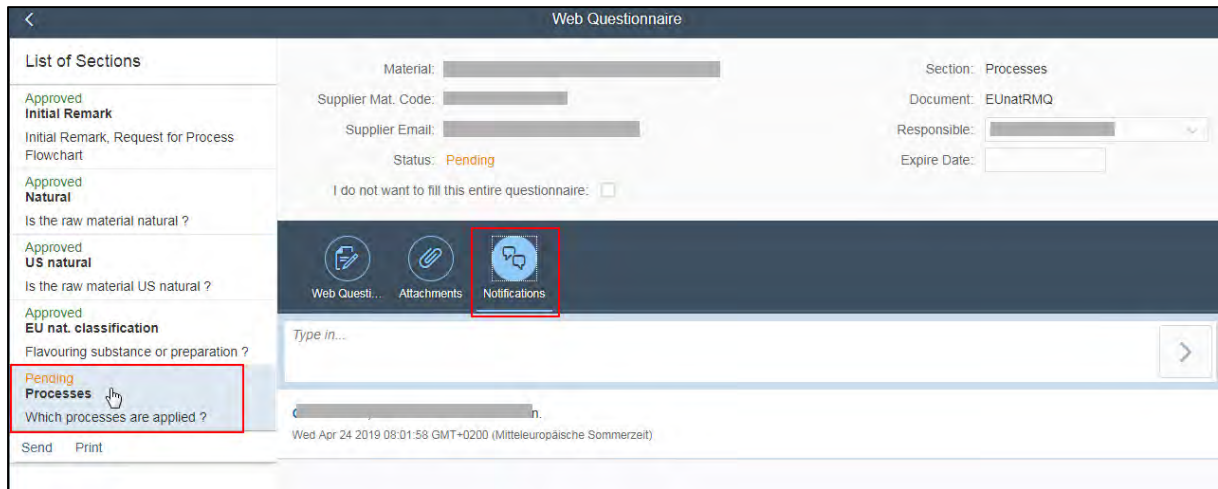 Web Questionnaire
List of Sections
Approved
Initial Remark
Initial Remark, Request for Process
Flowchart
Approved
Natural
Is the raw material natural ?
Approved
US natural
Is the raw material US natural ?
Approved
EU nat. classification
Flavouring substance or preparation ?
Pending
Processes
Which processes are applied ?
Send Print
Material:
Supplier Mat. Code:
Supplier Email:
Status: Pending
I do not want to fill this entire questionnaire:
Section: Processes
Document: EUnatRMQ
Responsible:
Expire Date:
Web Questi... Attachments Notifications
Type in...
n.
Wed Apr 24 2019 08:01:58 GMT+0200 (Mitteleuropäische Sommerzeit)